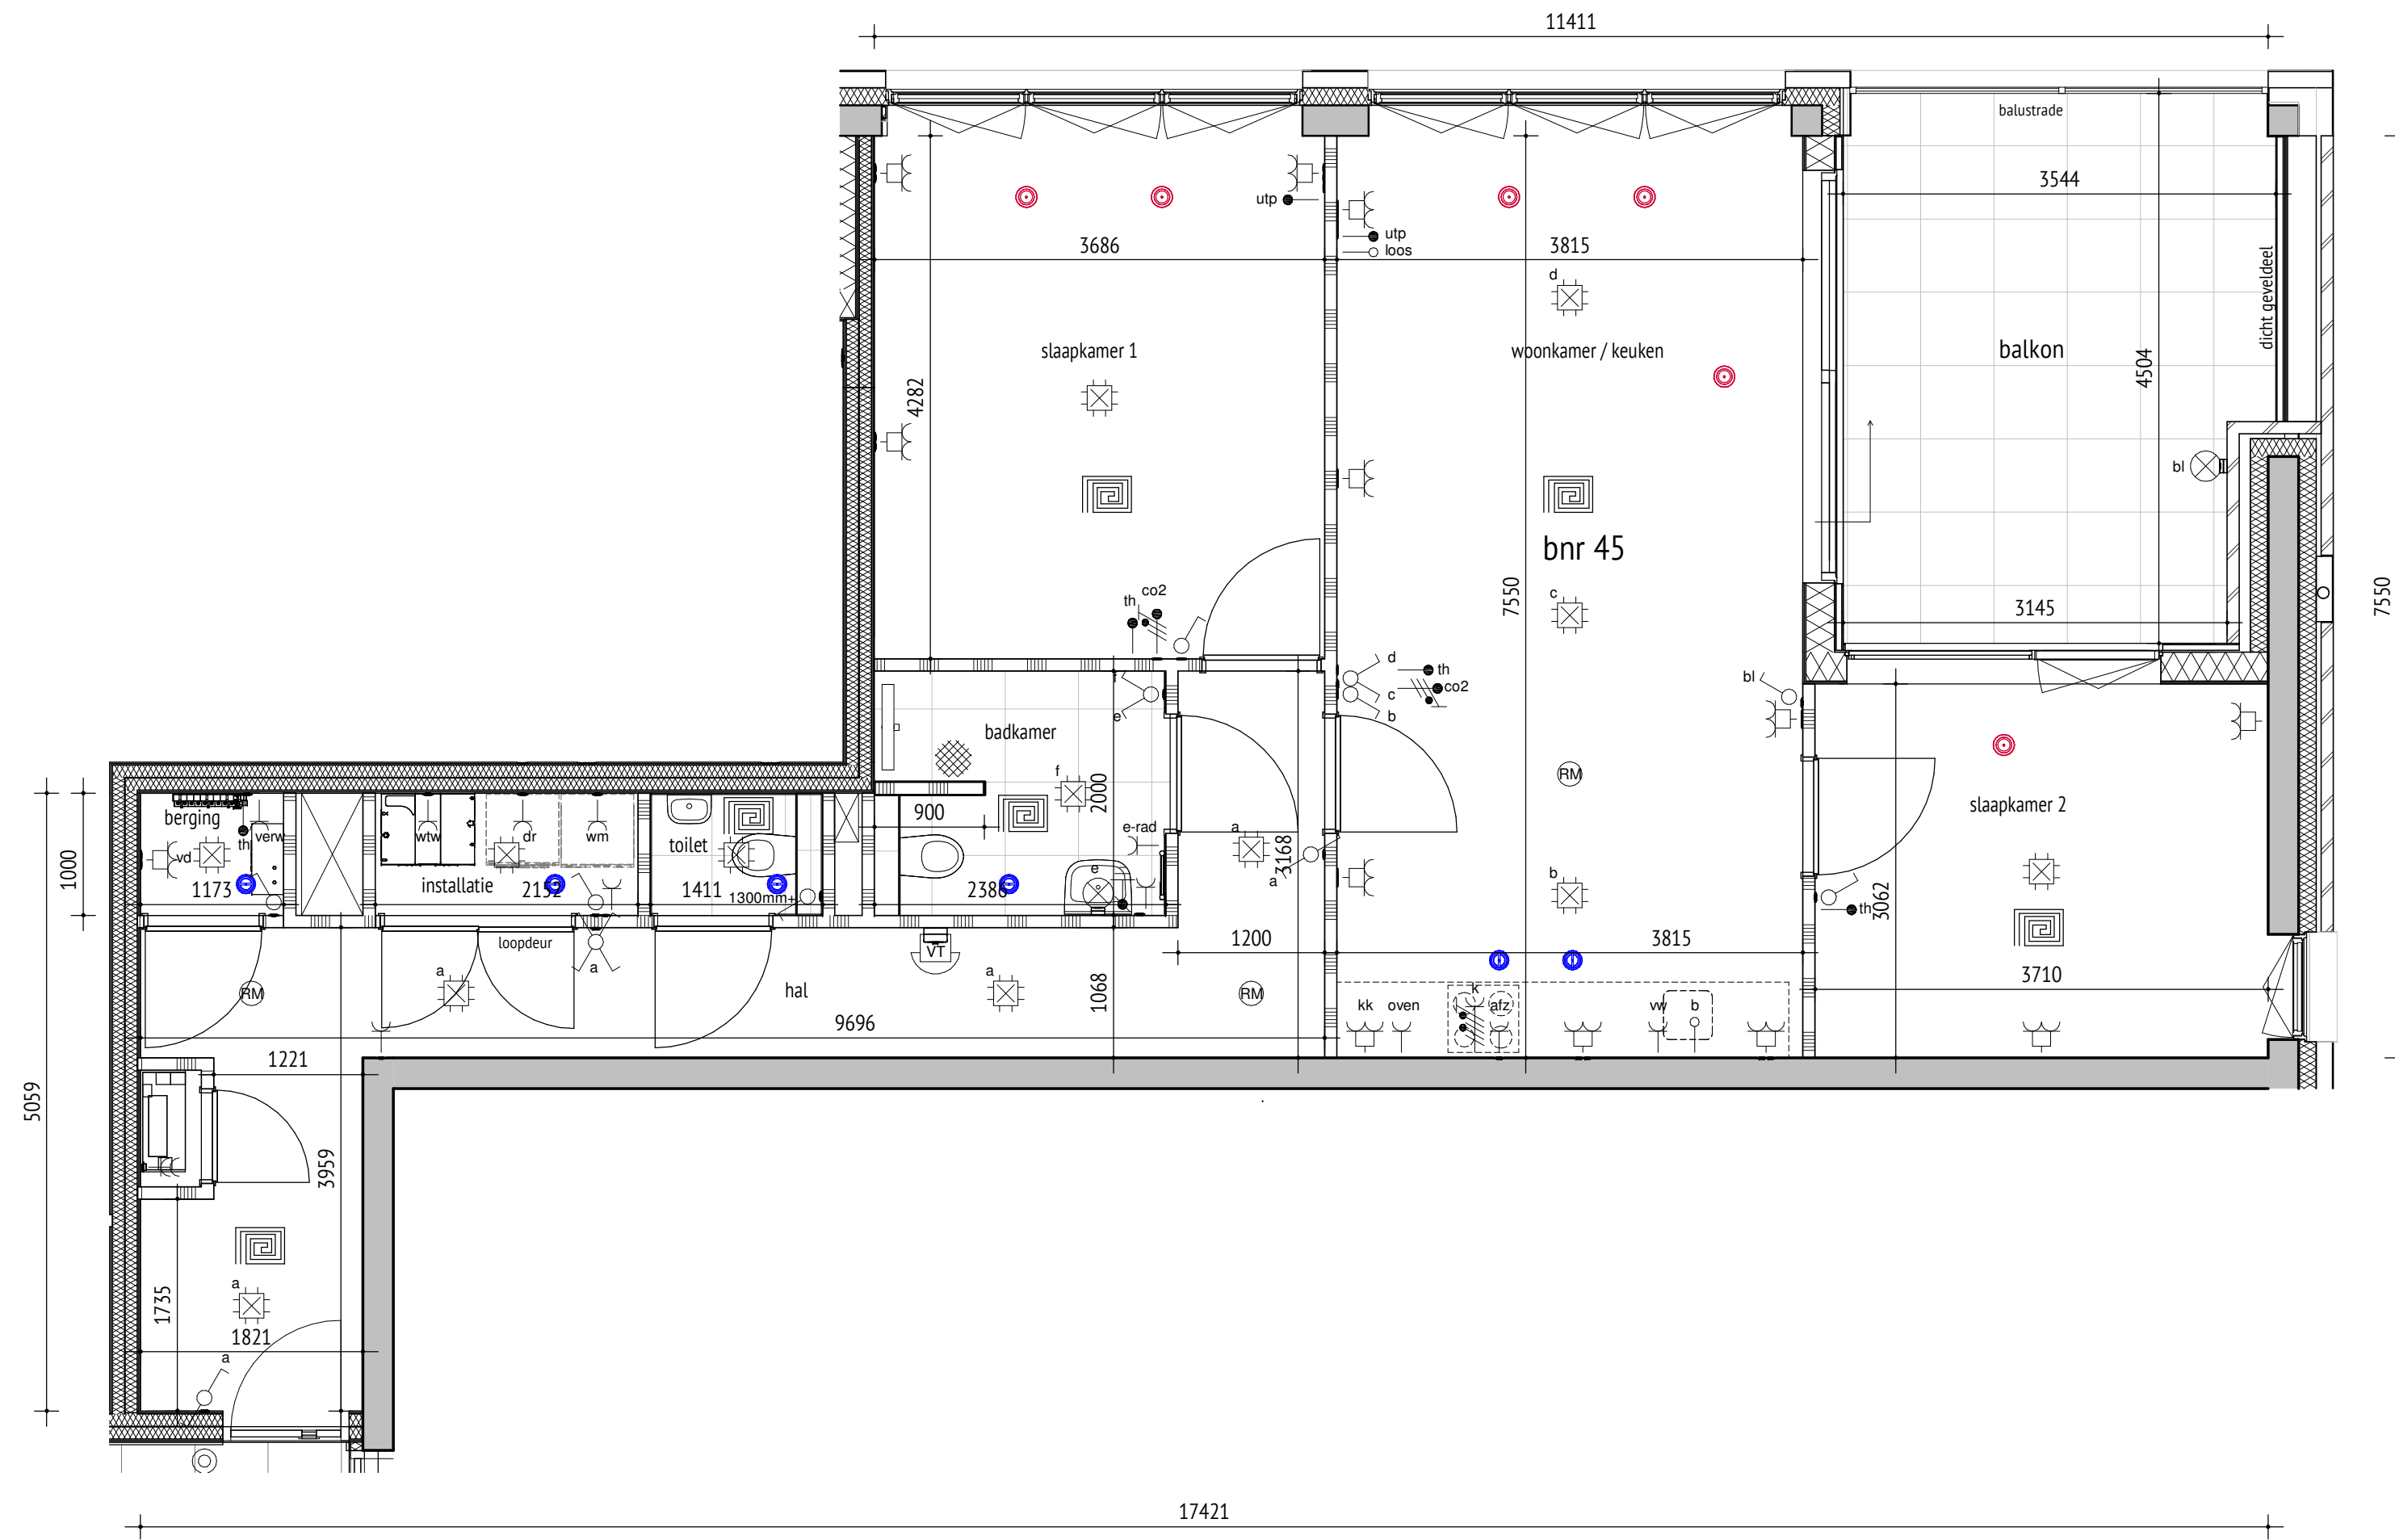 11411
balustrade
3544
utp
utp
loos
3686
3815
d
dicht geveldeel
slaapkamer 1
woonkamer / keuken
balkon
4504
4282
bl
bnr 45
7550
7550
c
co2
th
3145
d
th
co2
c
b
bl
f
e
badkamer
f
2000
RM
slaapkamer 2
berging
900
verw
wtw
dr
wm
toilet
e-rad
a
3168
th
vd
1000
1173
installatie
2152
1411
1300mm+
2386
e
a
b
th
3062
loopdeur
VT
1200
3815
a
a
a
hal
RM
RM
1068
3710
kk
oven
k
afz
vw
b
9696
1221
5059
3959
a
1735
1821
a
17421